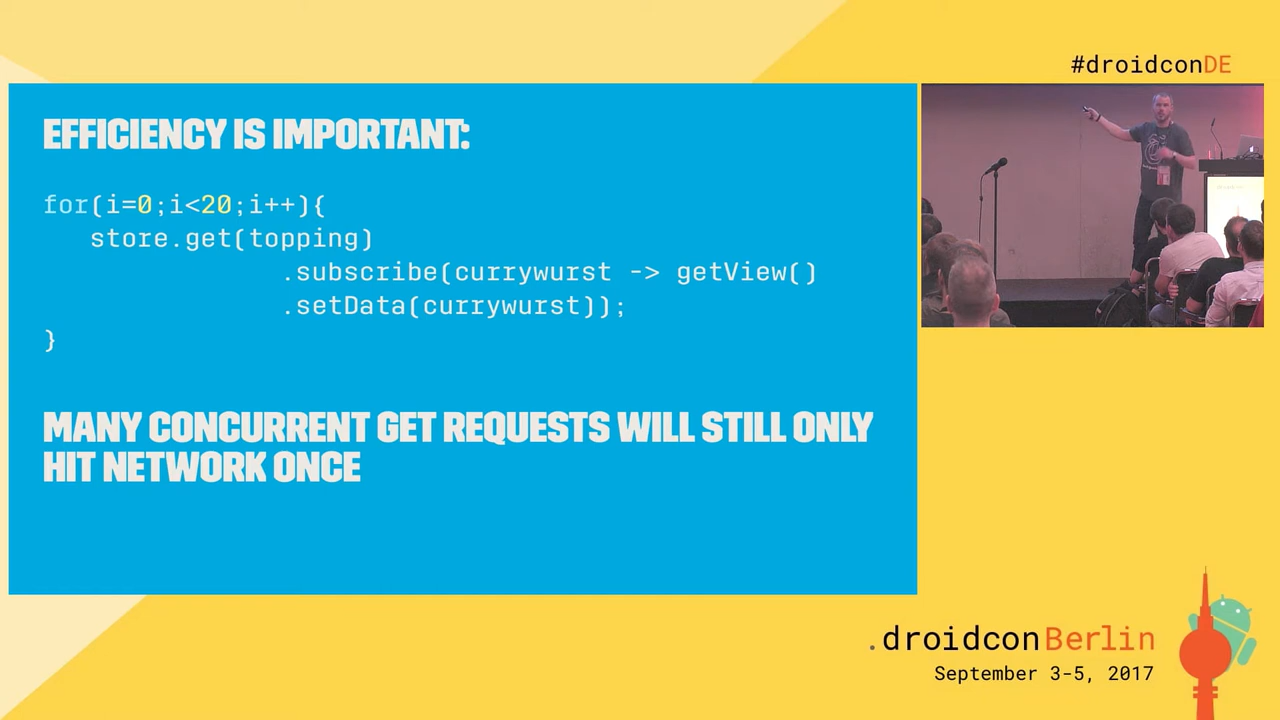 #droidconDE
EFFICIENCY IS IMPORTANT:
for(i=0;i<20;i++){
store.get(topping)
.subscribe(currywurst -> getView()
.setData(currywurst));
}
MANY CONCURRENT GET REQUESTS WILL STILL ONLY
HIT NETWORK ONCE
.droidconBerlin
September 3-5, 2017